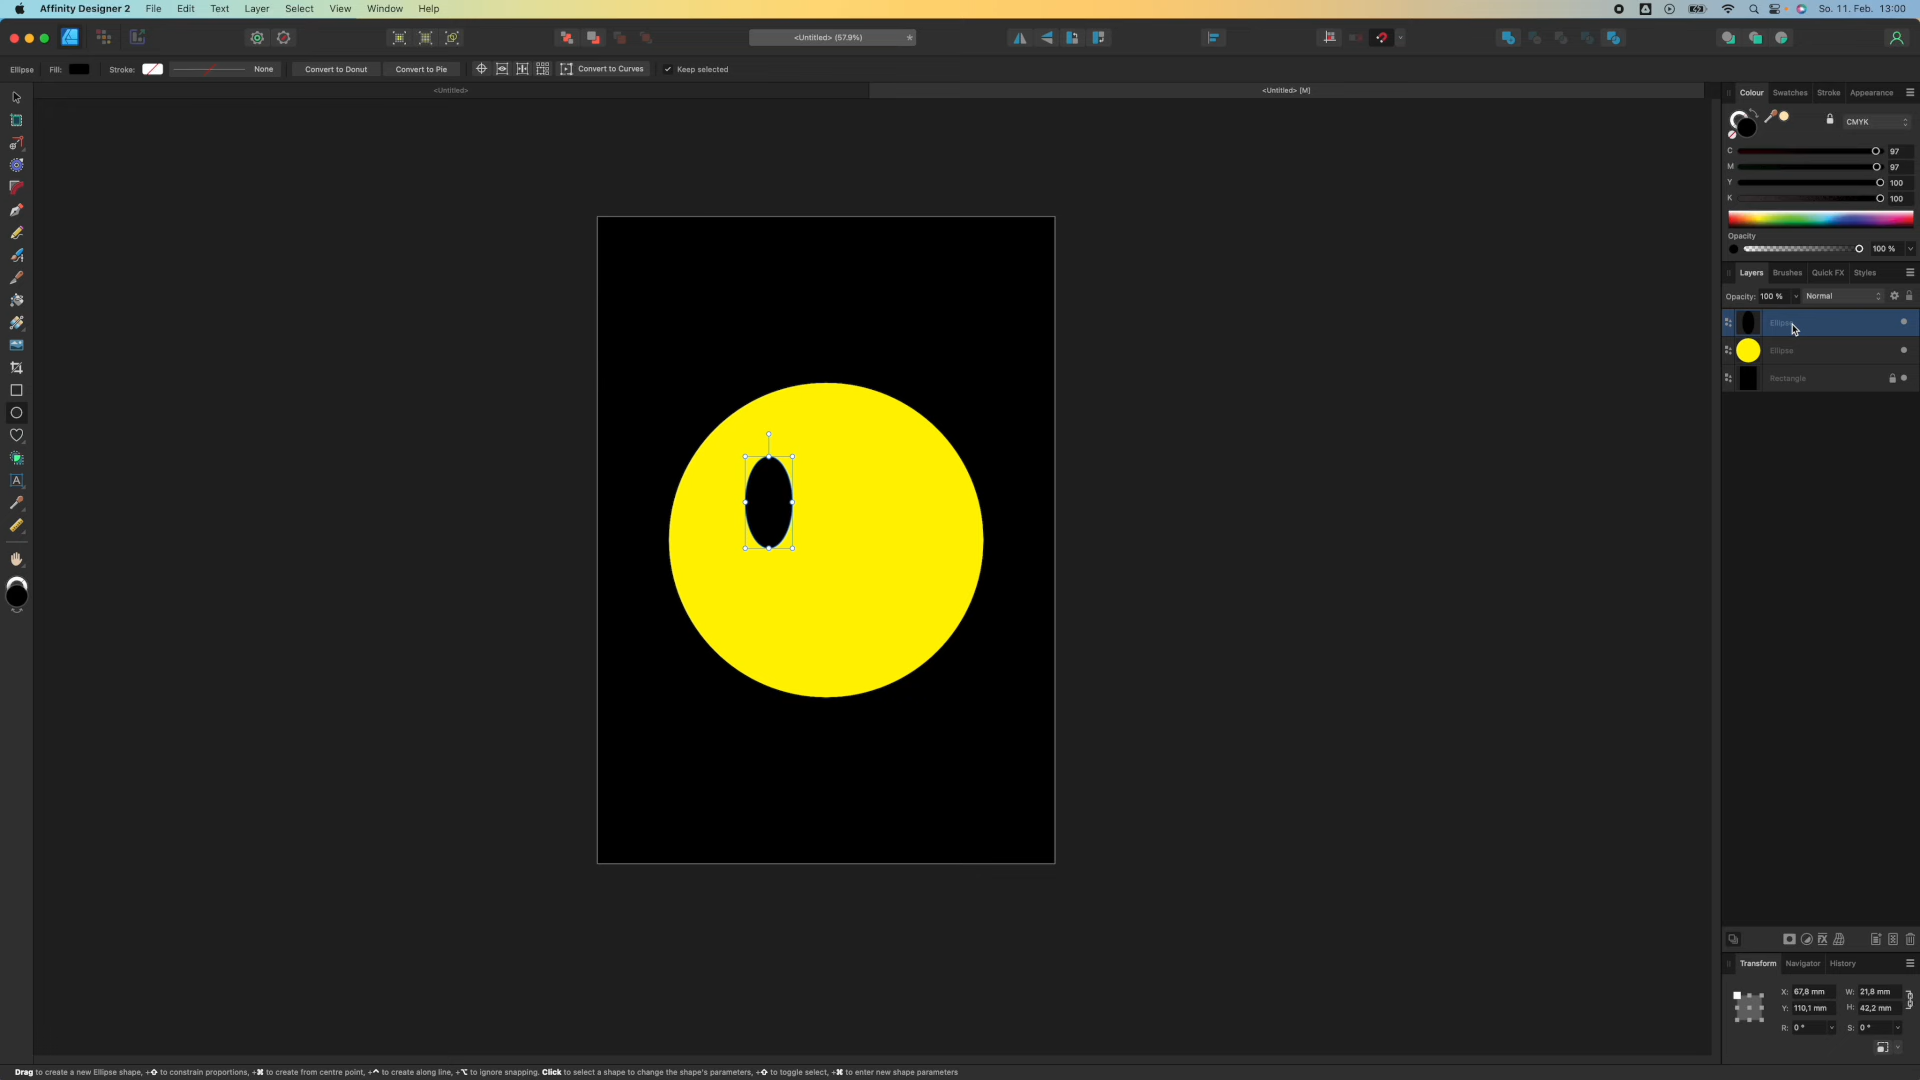 Affinity Designer 2 File Edit Text Layer Select View Window Help So. 11. Feb. 13:00
<Untitled> (57.9%)
Ellipse Fill: Stroke: None Convert to Donut Convert to Pie Convert to Curves Keep selected
<Untitled>
<Untitled> [M]
Colour Swatches Stroke Appearance
CMYK
C 97
M 97
Y 100
K 100
Opacity
100 %
Layers Brushes Quick FX Styles
Opacity: 100 % Normal
Ellipse
Ellipse
Rectangle
Transform Navigator History
X: 67,8 mm W: 21,8 mm
Y: 110,1 mm H: 42,2 mm
R: 0 ° S: 0 °
Drag to create a new Ellipse shape, +⇧ to constrain proportions, +⌘ to create from centre point, +⌃ to create along line, +⌥ to ignore snapping. Click to select a shape to change the shape's parameters, +⇧ to toggle select, +⌘ to enter new shape parameters